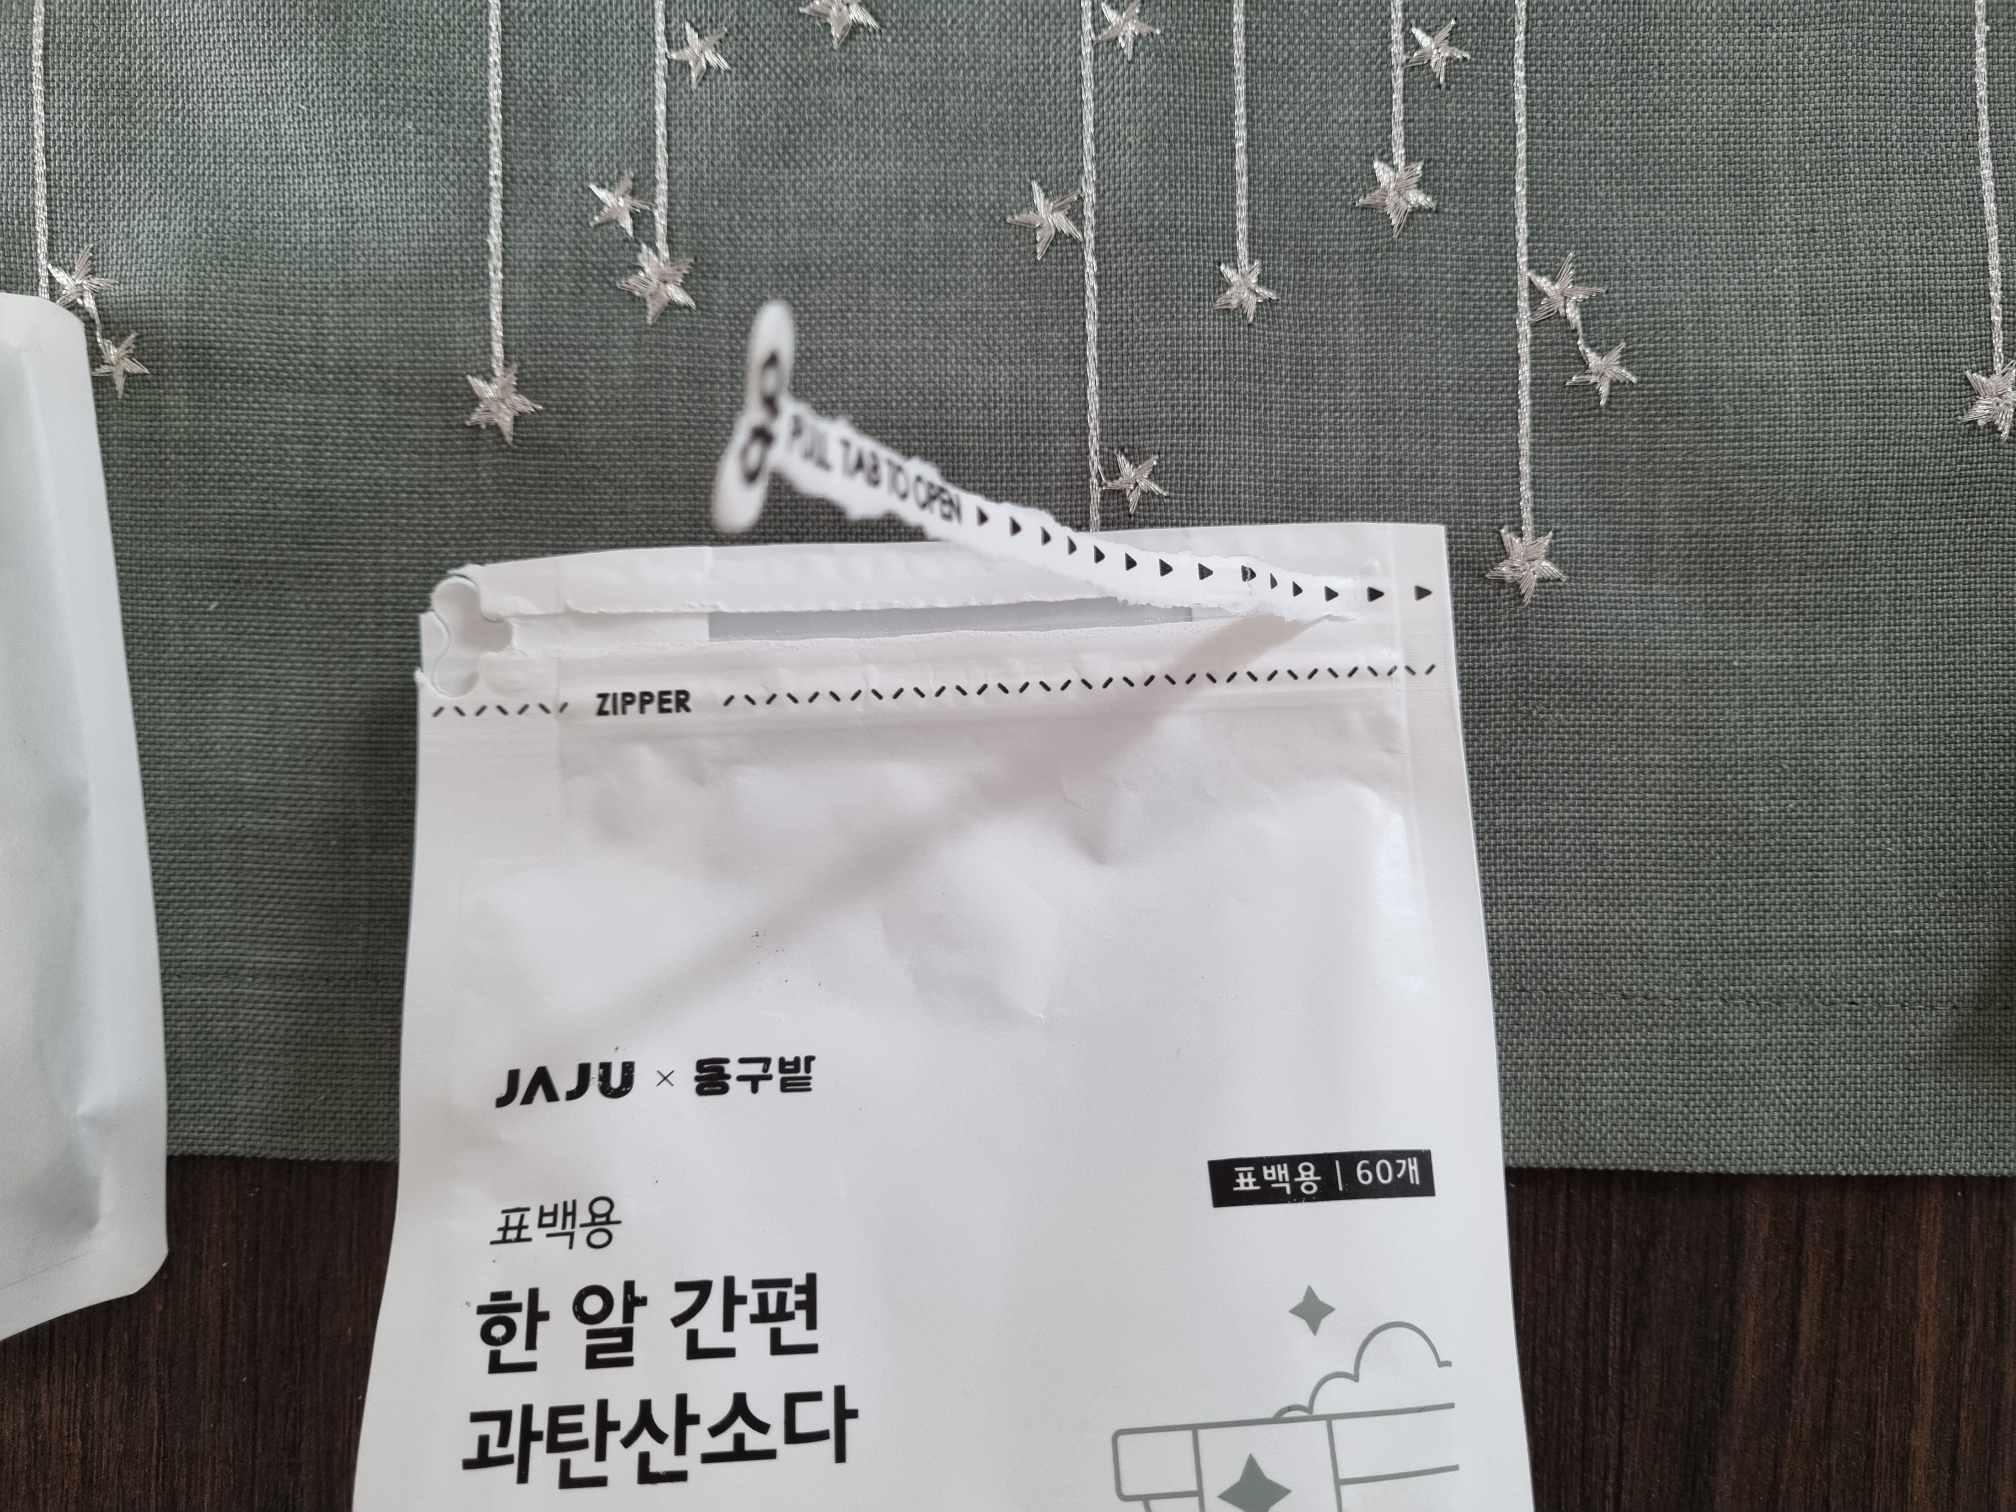 PULL TAB TO OPEN
ZIPPER
JAJU × 동구밭
표백용 | 60개
표백용
한 알 간편
과탄산소다